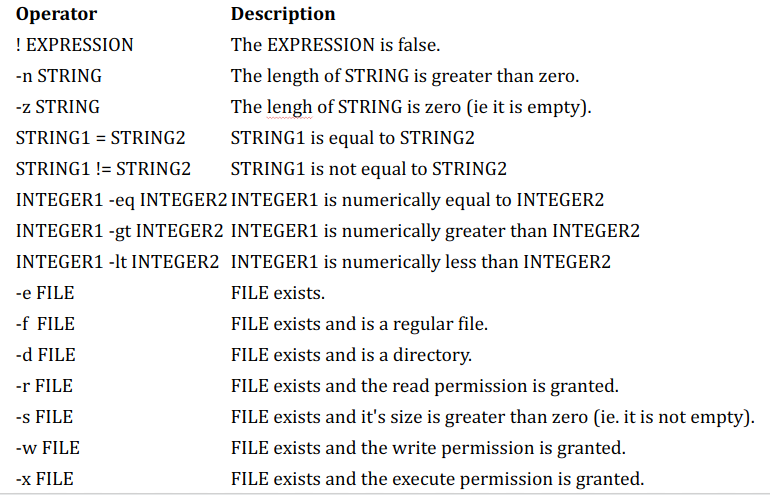 Operator Description
! EXPRESSION The EXPRESSION is false.
-n STRING The length of STRING is greater than zero.
-z STRING The lengh of STRING is zero (ie it is empty).
STRING1 = STRING2 STRING1 is equal to STRING2
STRING1 != STRING2 STRING1 is not equal to STRING2
INTEGER1 -eq INTEGER2 INTEGER1 is numerically equal to INTEGER2
INTEGER1 -gt INTEGER2 INTEGER1 is numerically greater than INTEGER2
INTEGER1 -lt INTEGER2 INTEGER1 is numerically less than INTEGER2
-e FILE FILE exists.
-f FILE FILE exists and is a regular file.
-d FILE FILE exists and is a directory.
-r FILE FILE exists and the read permission is granted.
-s FILE FILE exists and it's size is greater than zero (ie. it is not empty).
-w FILE FILE exists and the write permission is granted.
-x FILE FILE exists and the execute permission is granted.